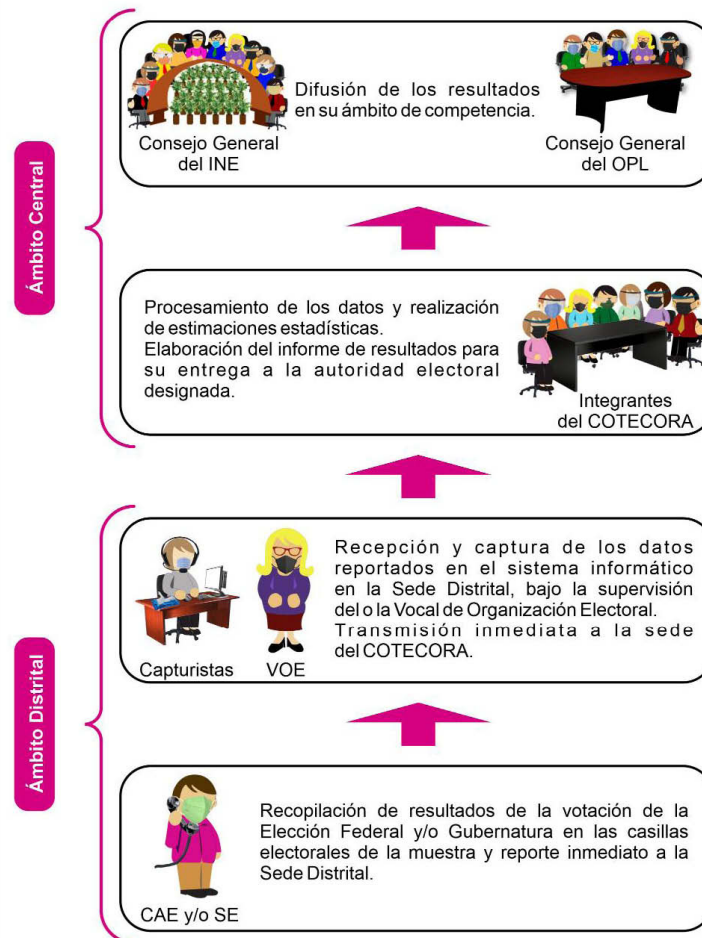 Ámbito Central
Difusión de los resultados
en su ámbito de competencia.
Consejo General
del INE
Consejo General
del OPL
Procesamiento de los datos y realización
de estimaciones estadísticas.
Elaboración del informe de resultados para
su entrega a la autoridad electoral
designada.
Integrantes
del COTECORA
Ámbito Distrital
Recepción y captura de los datos
reportados en el sistema informático
en la Sede Distrital, bajo la supervisión
del o la Vocal de Organización Electoral.
Transmisión inmediata a la sede
del COTECORA.
Capturistas
VOE
Recopilación de resultados de la votación de la
Elección Federal y/o Gubernatura en las casillas
electorales de la muestra y reporte inmediato a la
Sede Distrital.
CAE y/o SE